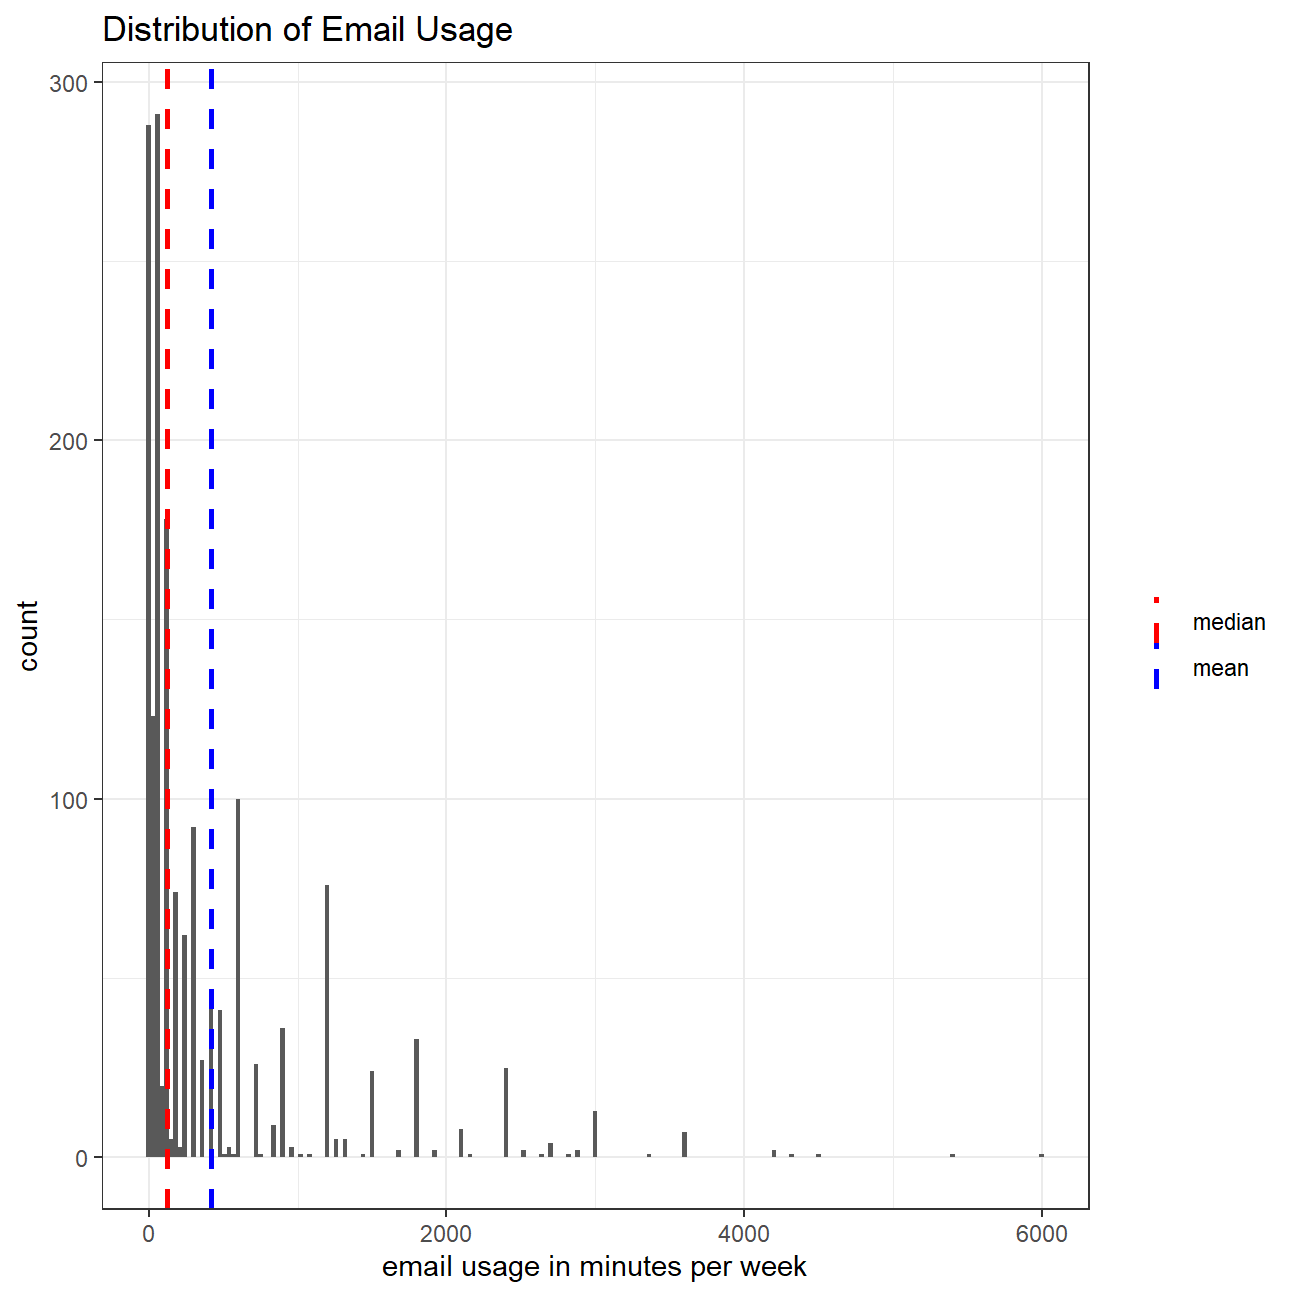 Distribution of Email Usage
300
200
100
0
count
0 2000 4000 6000
email usage in minutes per week
median
mean